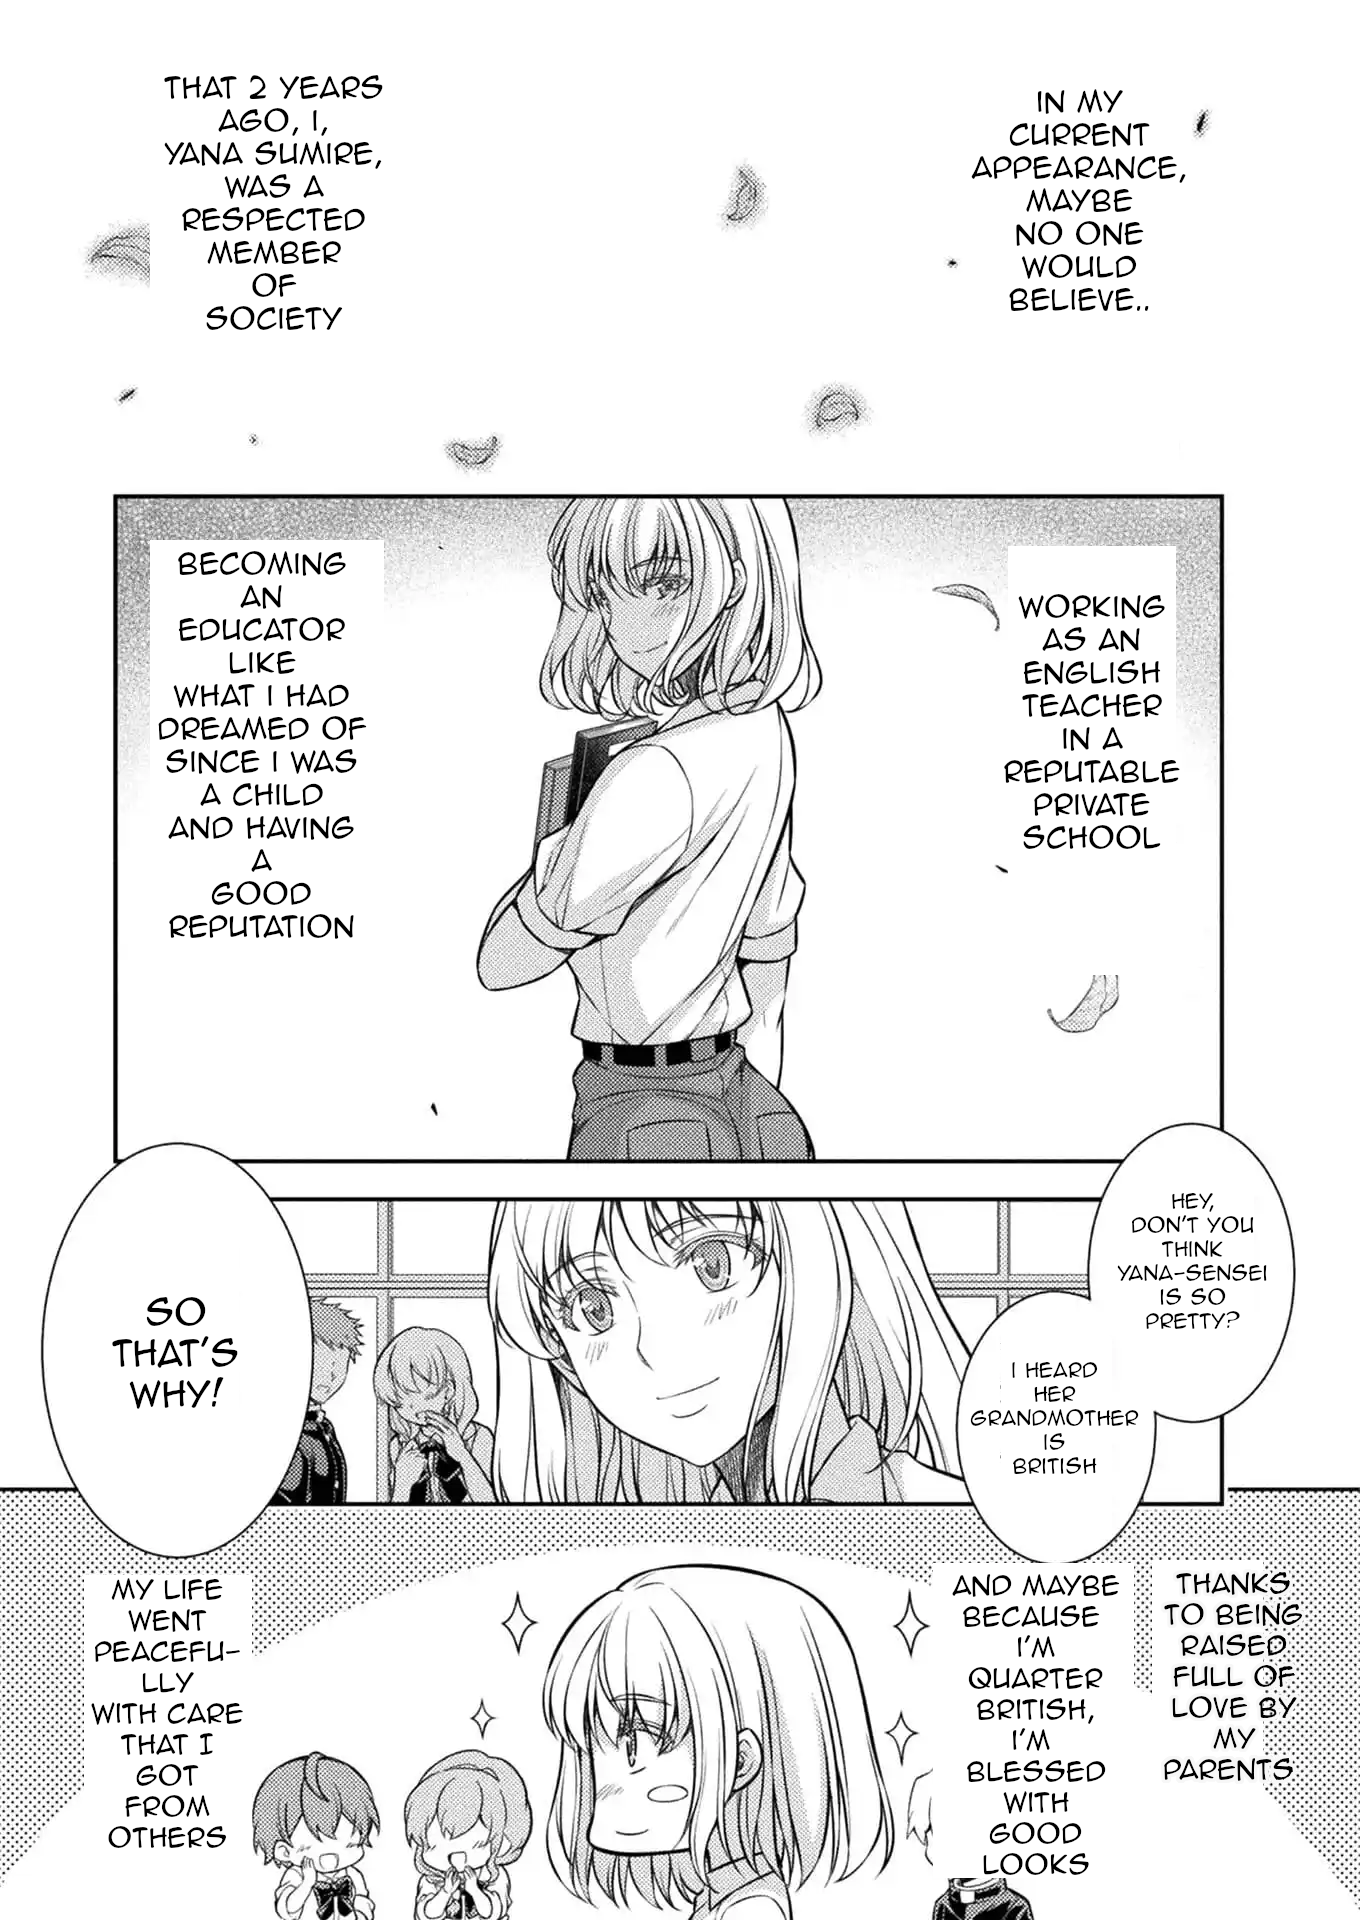 IN MY
CURRENT
APPEARANCE,
MAYBE
NO ONE
WOULD
BELIEVE..
THAT 2 YEARS
AGO, I,
YANA SUMIRE,
WAS A
RESPECTED
MEMBER
OF
SOCIETY
WORKING
AS AN
ENGLISH
TEACHER
IN A
REPUTABLE
PRIVATE
SCHOOL
BECOMING
AN
EDUCATOR
LIKE
WHAT I HAD
DREAMED OF
SINCE I WAS
A CHILD
AND HAVING
A
GOOD
REPUTATION
HEY,
DON'T YOU
THINK
YANA-SENSEI
IS SO
PRETTY?
I HEARD
HER
GRANDMOTHER
IS
BRITISH
SO
THAT'S
WHY!
THANKS
TO BEING
RAISED
FULL OF
LOVE BY
MY
PARENTS
AND MAYBE
BECAUSE
I'M
QUARTER
BRITISH,
I'M
BLESSED
WITH
GOOD
LOOKS
MY LIFE
WENT
PEACEFU-
LLY
WITH CARE
THAT I
GOT
FROM
OTHERS